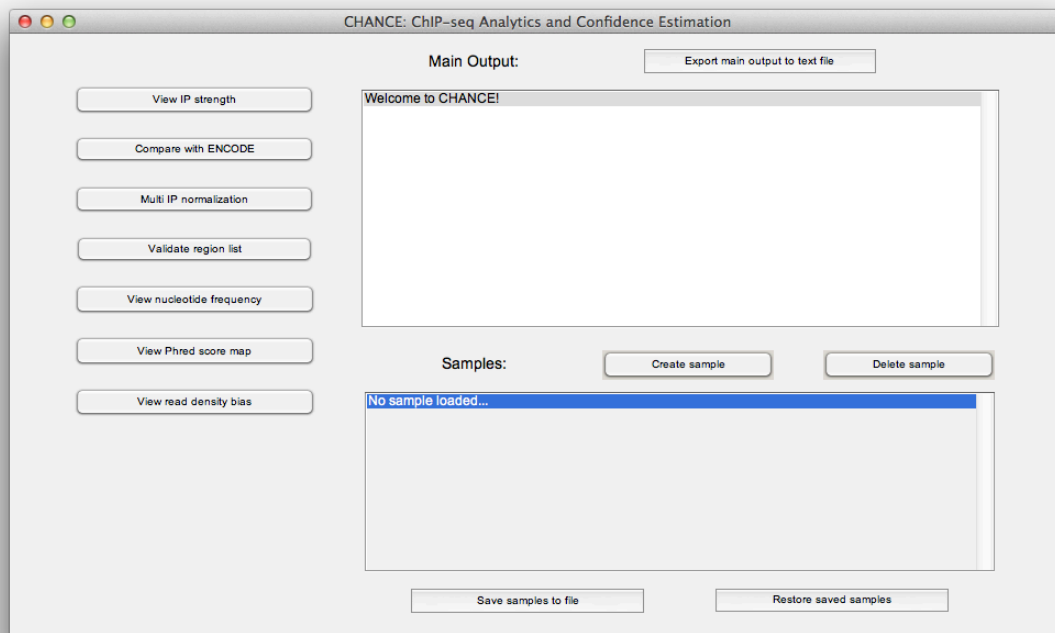 CHANCE: ChIP-seq Analytics and Confidence Estimation
Main Output:
Export main output to text file
View IP strength
Welcome to CHANCE!
Compare with ENCODE
Multi IP normalization
Validate region list
View nucleotide frequency
View Phred score map
Samples:
Create sample
Delete sample
View read density bias
No sample loaded...
Save samples to file
Restore saved samples